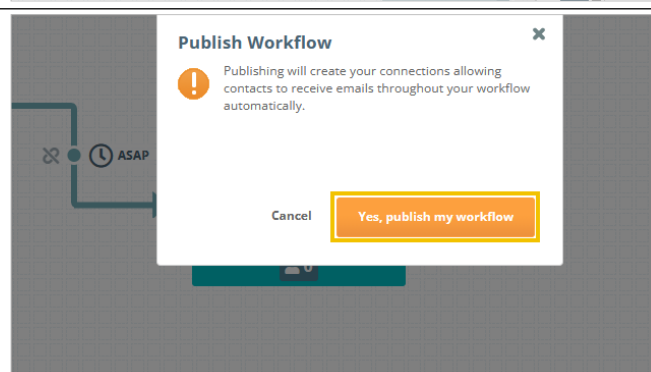 Publish Workflow
Publishing will create your connections allowing
contacts to receive emails throughout your workflow
automatically.
ASAP
Cancel
Yes, publish my workflow
0